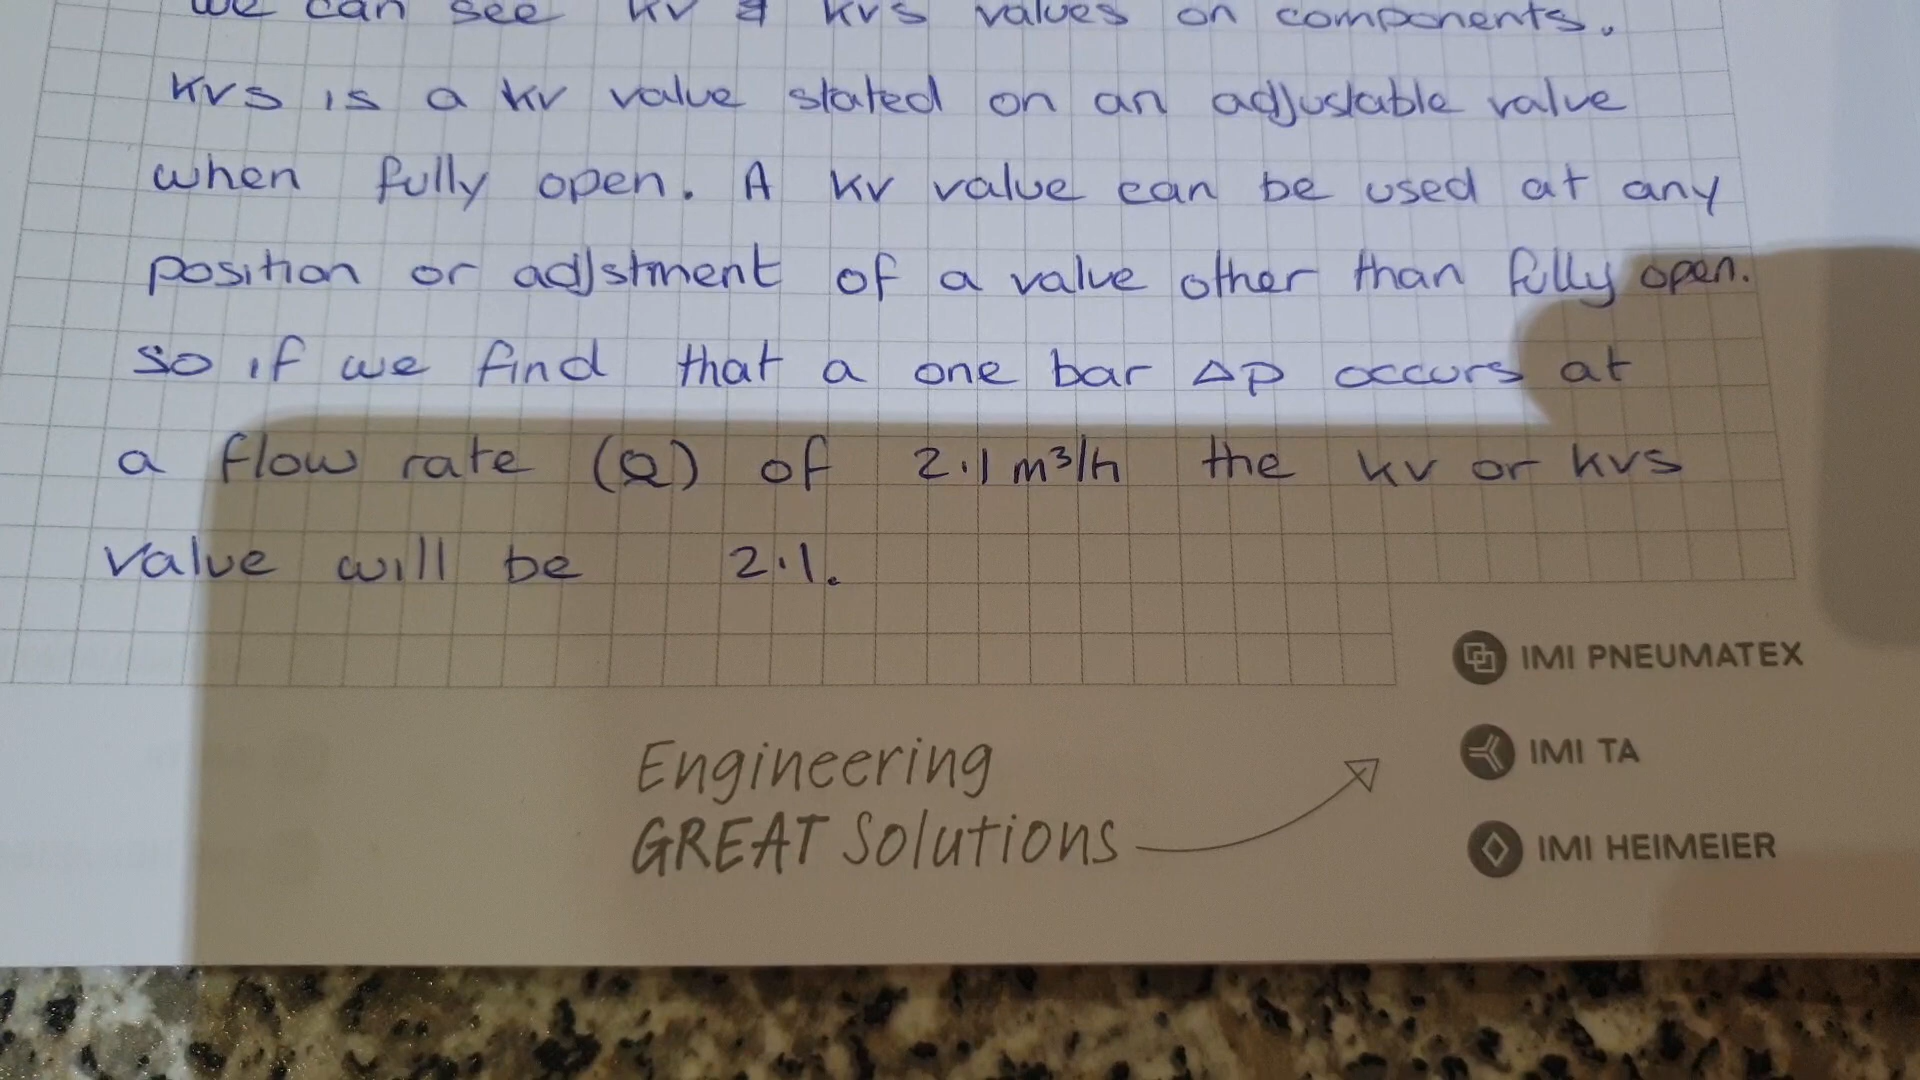 we can see kv & kvs values on components.
kvs is a kv value stated on an adjustable value
when fully open. A kv value can be used at any
position or adjstment of a value other than fully open.
so if we find that a one bar ΔP occurs at
a flow rate (Q) of 2.1 m³/h the kv or kvs
value will be 2.1.
IMI PNEUMATEX
Engineering
GREAT Solutions
IMI TA
IMI HEIMEIER